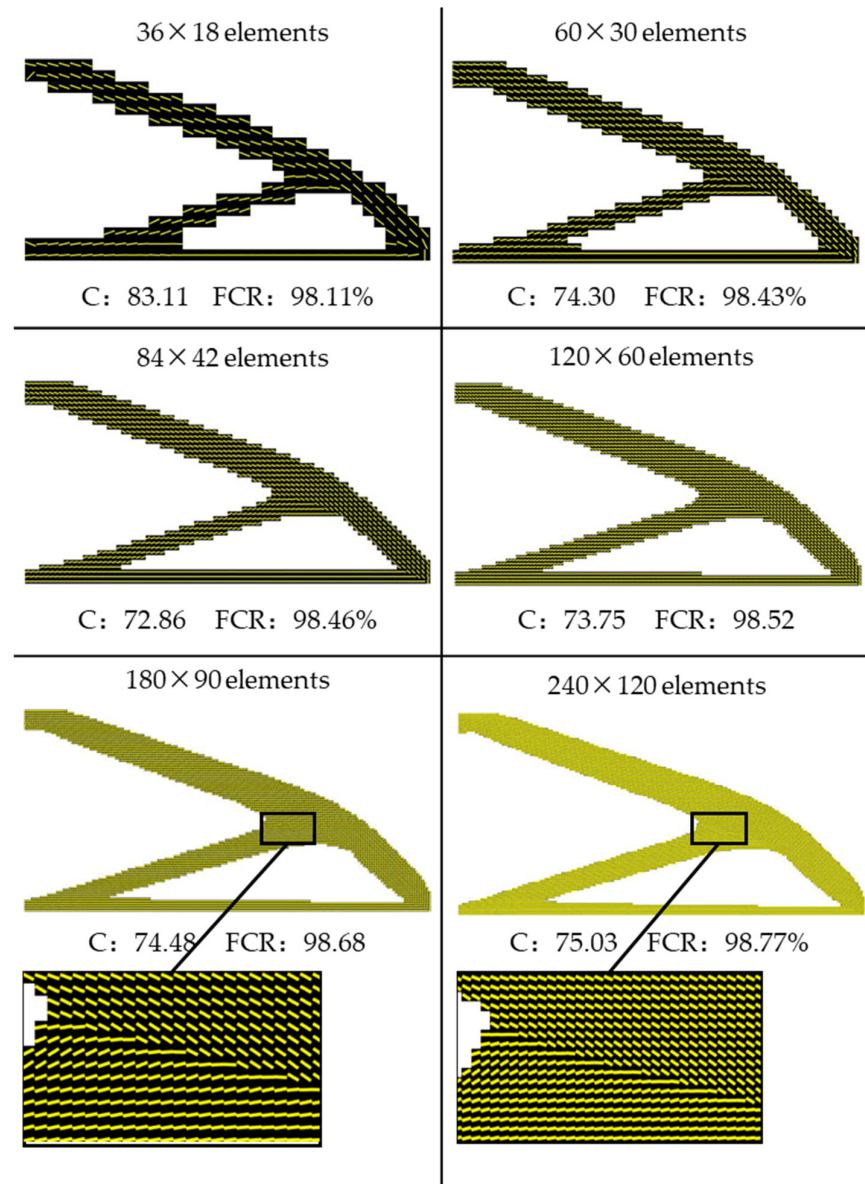 36×18 elements
60×30 elements
C: 83.11 FCR: 98.11%
C: 74.30 FCR: 98.43%
84×42 elements
120×60 elements
C: 72.86 FCR: 98.46%
C: 73.75 FCR: 98.52
180×90 elements
240×120 elements
C: 74.48 FCR: 98.68
C: 75.03 FCR: 98.77%